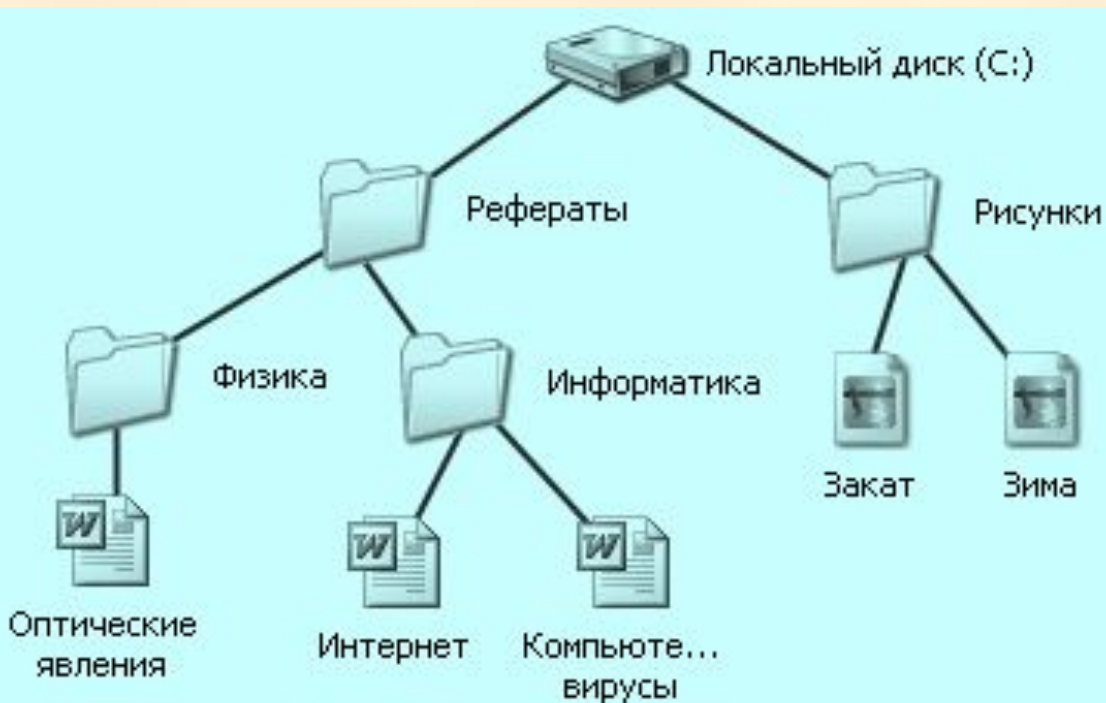 Локальный диск (C:)
Рефераты
Рисунки
Физика
Информатика
Закат
Зима
Оптические
явления
Интернет
Компьюте...
вирусы